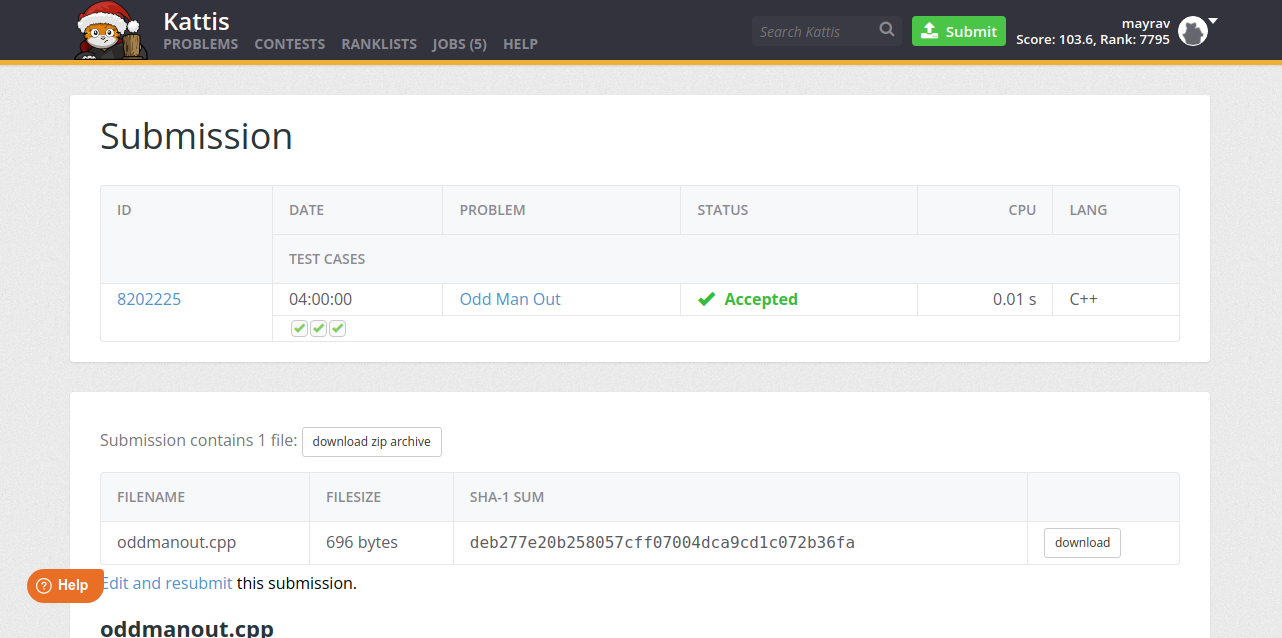 Kattis
PROBLEMS CONTESTS RANKLISTS JOBS (5) HELP
Search Kattis
Submit
mayrav
Score: 103.6, Rank: 7795
Submission
ID DATE PROBLEM STATUS CPU LANG
TEST CASES
8202225 04:00:00 Odd Man Out Accepted 0.01 s C++
Submission contains 1 file: download zip archive
FILENAME FILESIZE SHA-1 SUM
oddmanout.cpp 696 bytes deb277e20b258057cff07004dca9cd1c072b36fa download
Edit and resubmit this submission.
? Help
oddmanout.cpp